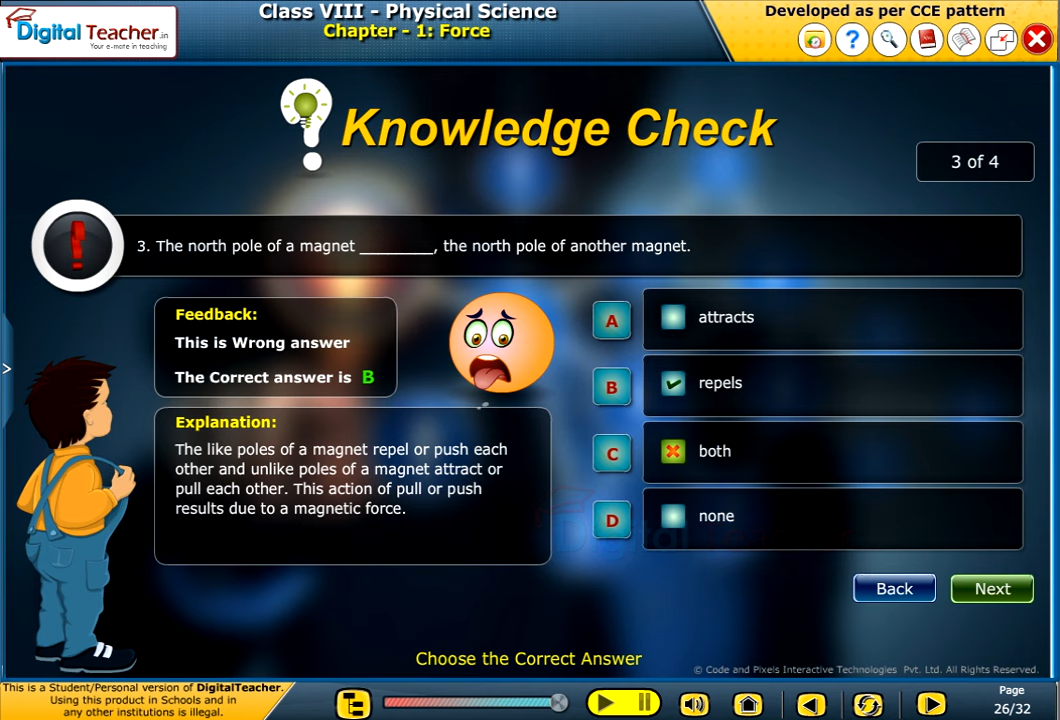 Digital Teacher.in
Your e-mate in teaching
Class VIII - Physical Science
Chapter - 1: Force
Developed as per CCE pattern
Knowledge Check
3 of 4
3. The north pole of a magnet ________, the north pole of another magnet.
Feedback:
This is Wrong answer
The Correct answer is B
Explanation:
The like poles of a magnet repel or push each
other and unlike poles of a magnet attract or
pull each other. This action of pull or push
results due to a magnetic force.
A attracts
B repels
C both
D none
Back Next
Choose the Correct Answer
© Code and Pixels Interactive Technologies Pvt. Ltd. All Rights Reserved.
This is a Student/Personal version of DigitalTeacher.
Using this product in Schools and in
any other institutions is illegal.
Page
26/32